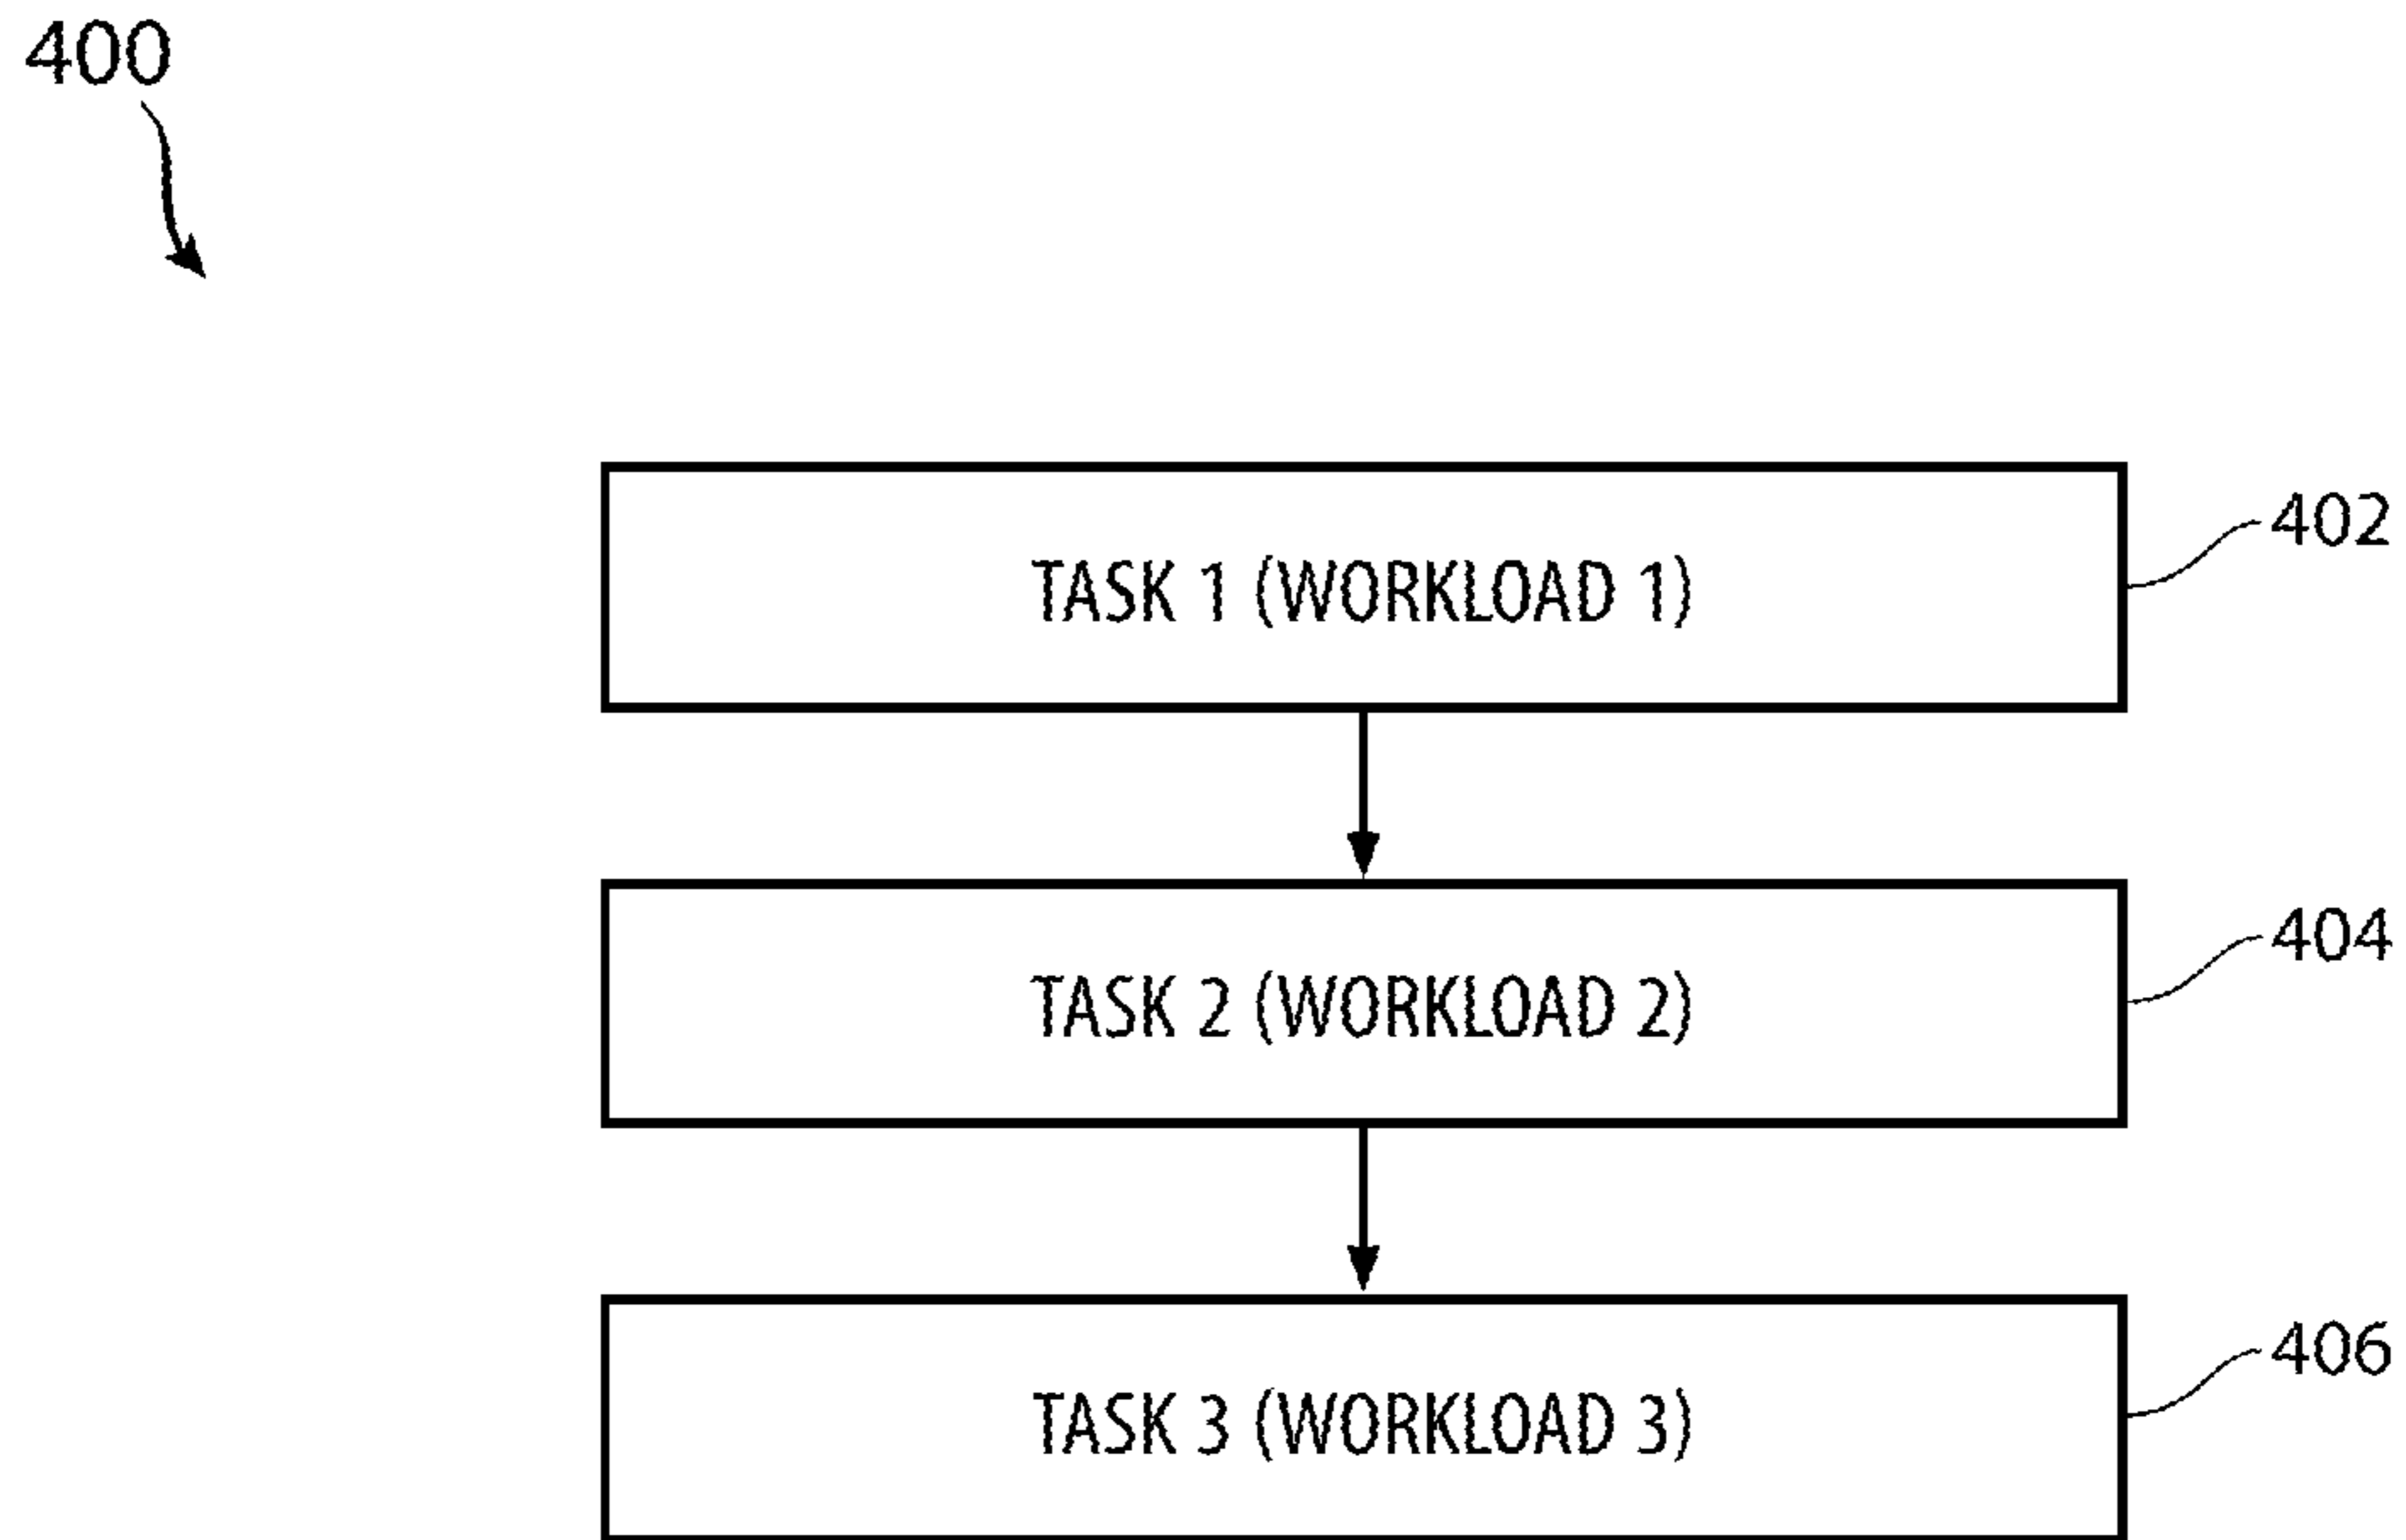 400
TASK 1 (WORKLOAD 1)
402
TASK 2 (WORKLOAD 2)
404
TASK 3 (WORKLOAD 3)
406